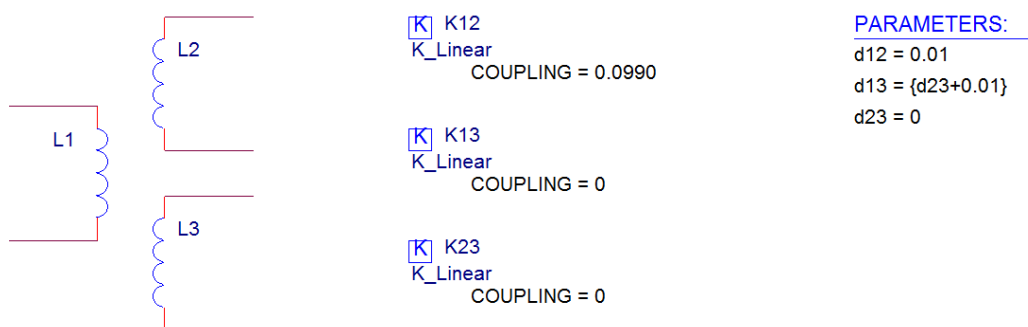 L1
L2
L3
K K12
K_Linear
COUPLING = 0.0990
K K13
K_Linear
COUPLING = 0
K K23
K_Linear
COUPLING = 0
PARAMETERS:
d12 = 0.01
d13 = {d23+0.01}
d23 = 0